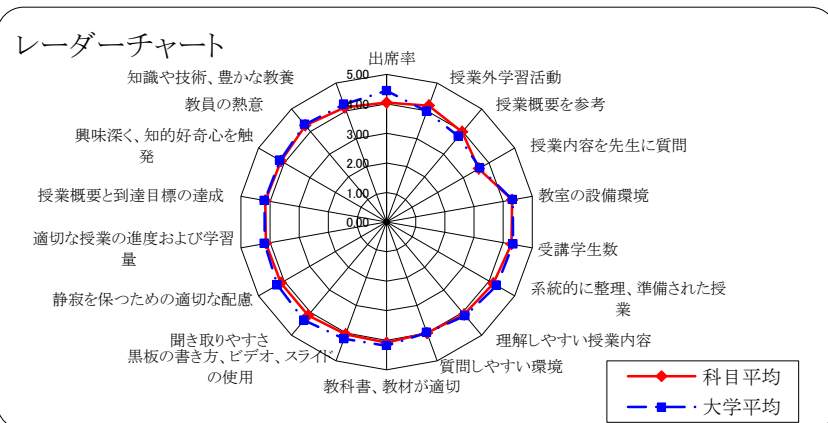 レーダーチャート
出席率
授業外学習活動
授業概要を参考
授業内容を先生に質問
教室の設備環境
受講学生数
系統的に整理、準備された授
業
理解しやすい授業内容
質問しやすい環境
教科書、教材が適切
黒板の書き方、ビデオ、スライド
の使用
聞き取りやすさ
静寂を保つための適切な配慮
適切な授業の進度および学習
量
授業概要と到達目標の達成
興味深く、知的好奇心を触
発
教員の熱意
知識や技術、豊かな教養
5.00
4.00
3.00
2.00
1.00
0.00
科目平均
大学平均